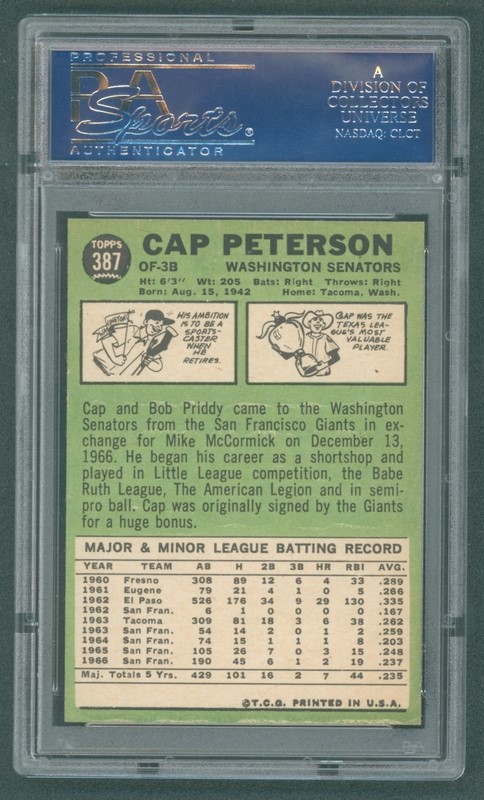 PROFESSIONAL
PSA
Sports®
AUTHENTICATOR
A
DIVISION OF
COLLECTORS
UNIVERSE
NASDAQ: CLCT
TOPPS
387
CAP PETERSON
OF-3B WASHINGTON SENATORS
Ht: 6'3" Wt: 205 Bats: Right Throws: Right
Born: Aug. 15, 1942 Home: Tacoma, Wash.
HIS AMBITION
IS TO BE A
SPORTS-
CASTER
WHEN
HE
RETIRES.
CAP WAS THE
TEXAS LEA-
GUE'S MOST
VALUABLE
PLAYER.
Cap and Bob Priddy came to the Washington
Senators from the San Francisco Giants in ex-
change for Mike McCormick on December 13,
1966. He began his career as a shortshop and
played in Little League competition, the Babe
Ruth League, The American Legion and in semi-
pro ball. Cap was originally signed by the Giants
for a huge bonus.
MAJOR & MINOR LEAGUE BATTING RECORD
YEAR TEAM AB H 2B 3B HR RBI AVG.
1960 Fresno 308 89 12 6 4 33 .289
1961 Eugene 79 21 4 1 0 5 .266
1962 El Paso 526 176 34 9 29 130 .335
1962 San Fran. 6 1 0 0 0 0 .167
1963 Tacoma 309 81 18 3 6 38 .262
1963 San Fran. 54 14 2 0 1 2 .259
1964 San Fran. 74 15 1 1 1 8 .203
1965 San Fran. 105 26 7 0 3 15 .248
1966 San Fran. 190 45 6 1 2 19 .237
Maj. Totals 5 Yrs. 429 101 16 2 7 44 .235
©T.C.G. PRINTED IN U.S.A.